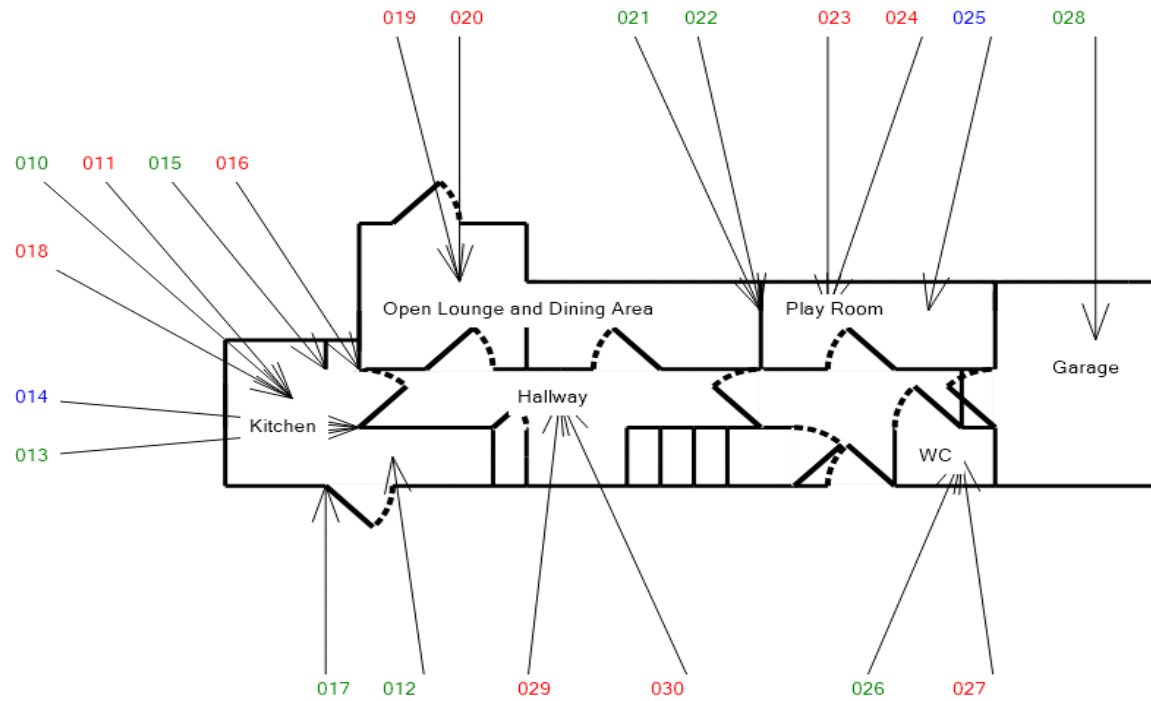 019 020 021 022 023 024 025 028
010 011 015 016
018
Open Lounge and Dining Area Play Room
Garage
014 Hallway
Kitchen
013 WC
017 012 029 030 026 027